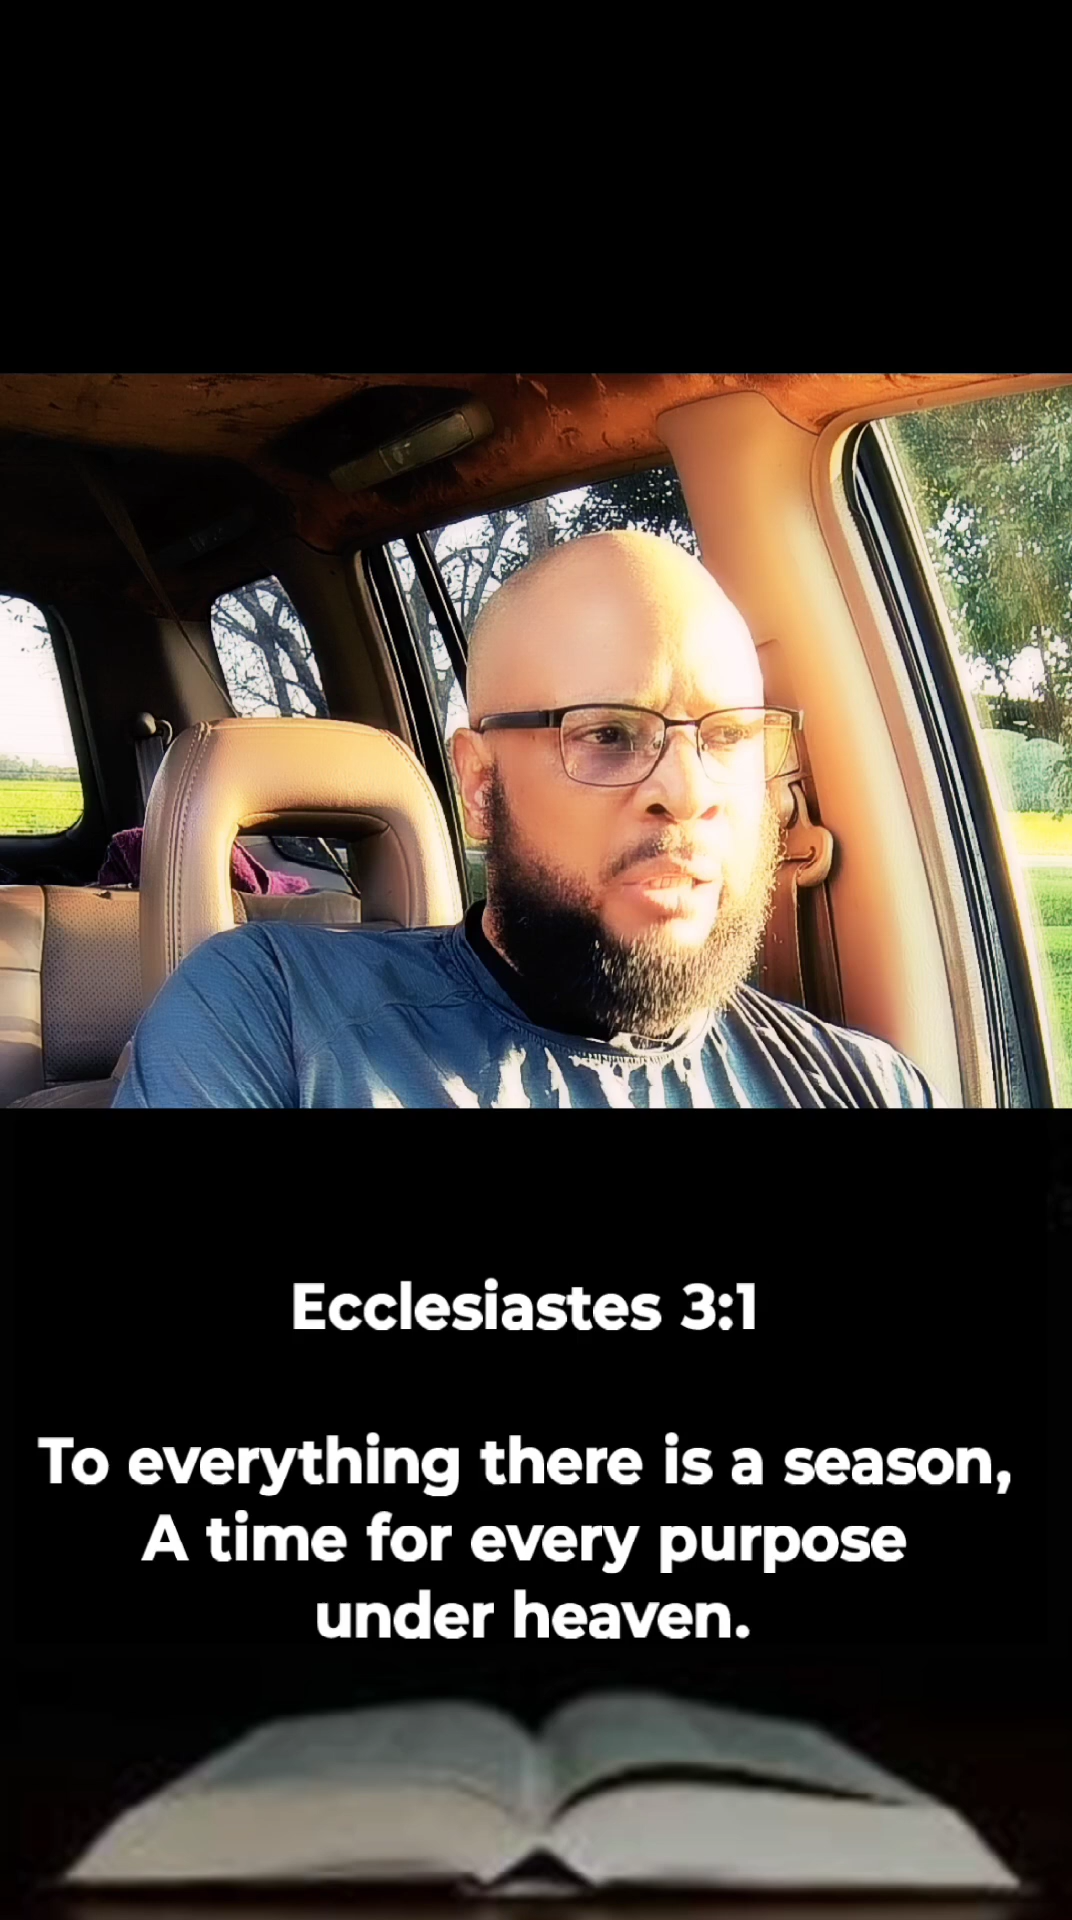 Ecclesiastes 3:1
To everything there is a season,
A time for every purpose
under heaven.